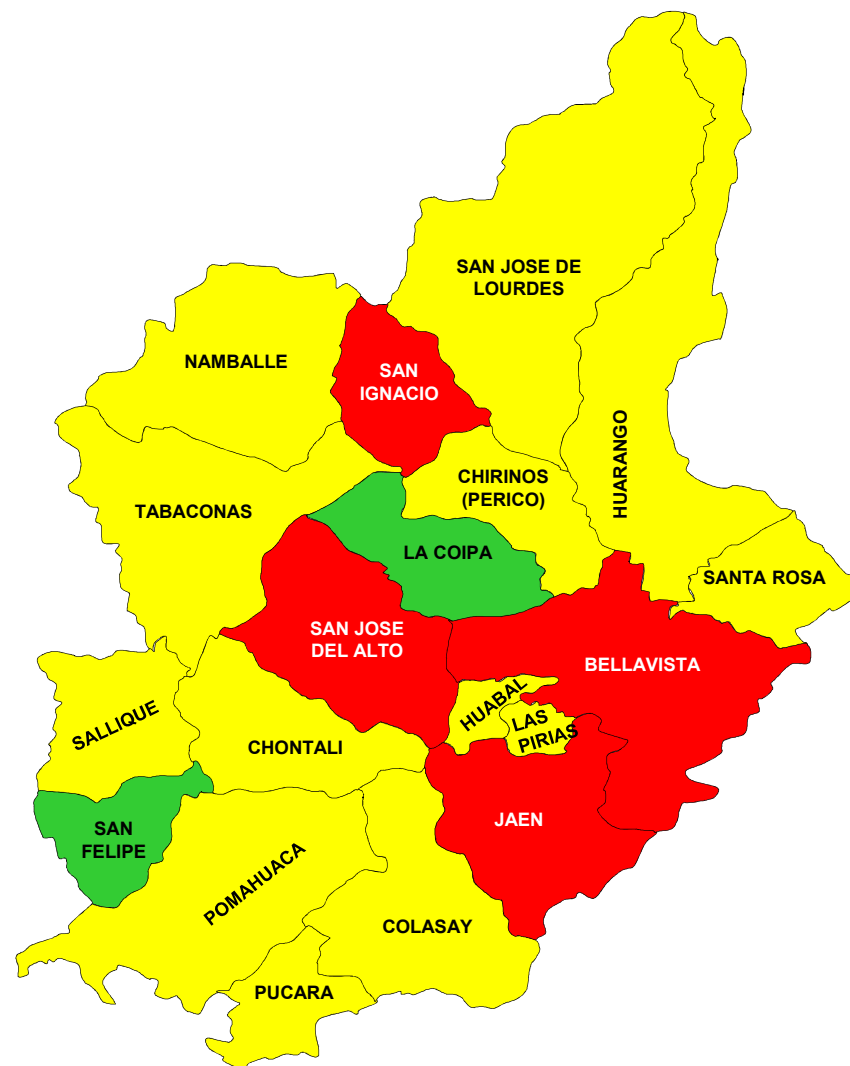 SAN JOSE DE
LOURDES
NAMBALLE
SAN
IGNACIO
HUARANGO
CHIRINOS
(PERICO)
TABACONAS
LA COIPA
SANTA ROSA
SAN JOSE
DEL ALTO
BELLAVISTA
HUABAL
SALLIQUE
LAS
PIRIAS
CHONTALI
JAEN
SAN
FELIPE
POMAHUACA
COLASAY
PUCARA